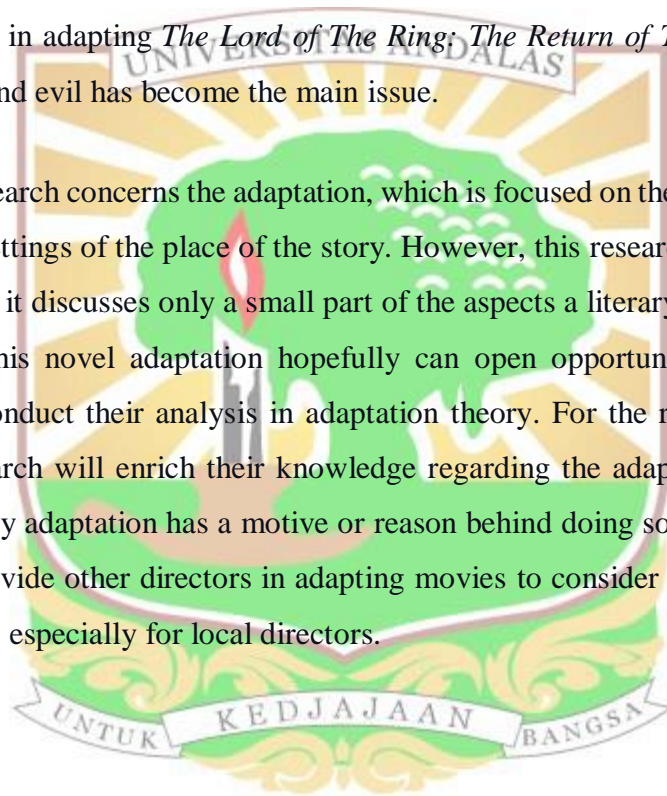 in adapting The Lord of The Ring: The Return of T
UNIVERSITAS ANDALAS
nd evil has become the main issue.
earch concerns the adaptation, which is focused on the
ttings of the place of the story. However, this resear
it discusses only a small part of the aspects a literary
his novel adaptation hopefully can open opportun
onduct their analysis in adaptation theory. For the r
arch will enrich their knowledge regarding the adap
y adaptation has a motive or reason behind doing so
vide other directors in adapting movies to consider
especially for local directors.
UNTUK KEDJAJAAN BANGSA